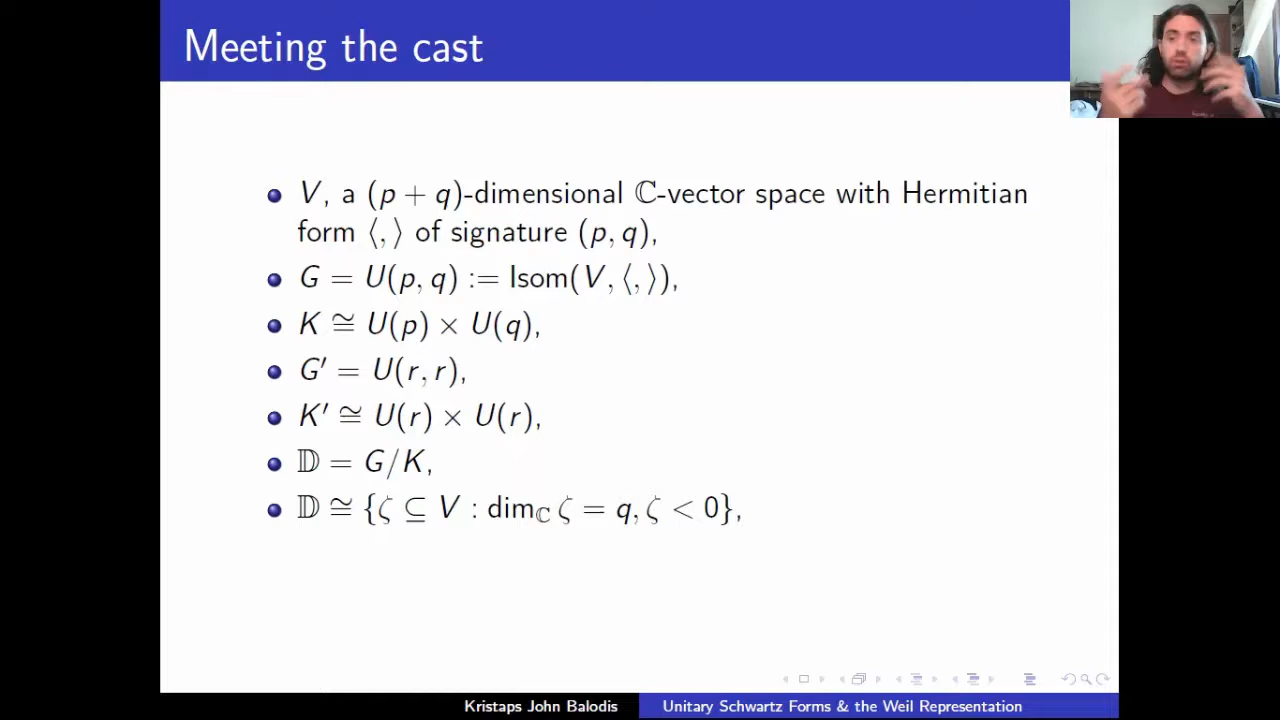 Meeting the cast
V, a (p + q)-dimensional ℂ-vector space with Hermitian
form ⟨,⟩ of signature (p, q),
G = U(p, q) := Isom(V, ⟨,⟩),
K ≅ U(p) × U(q),
G′ = U(r, r),
K′ ≅ U(r) × U(r),
𝔻 = G/K,
𝔻 ≅ {ζ ⊆ V : dim_ℂ ζ = q, ζ < 0},
Kristaps John Balodis
Unitary Schwartz Forms & the Weil Representation